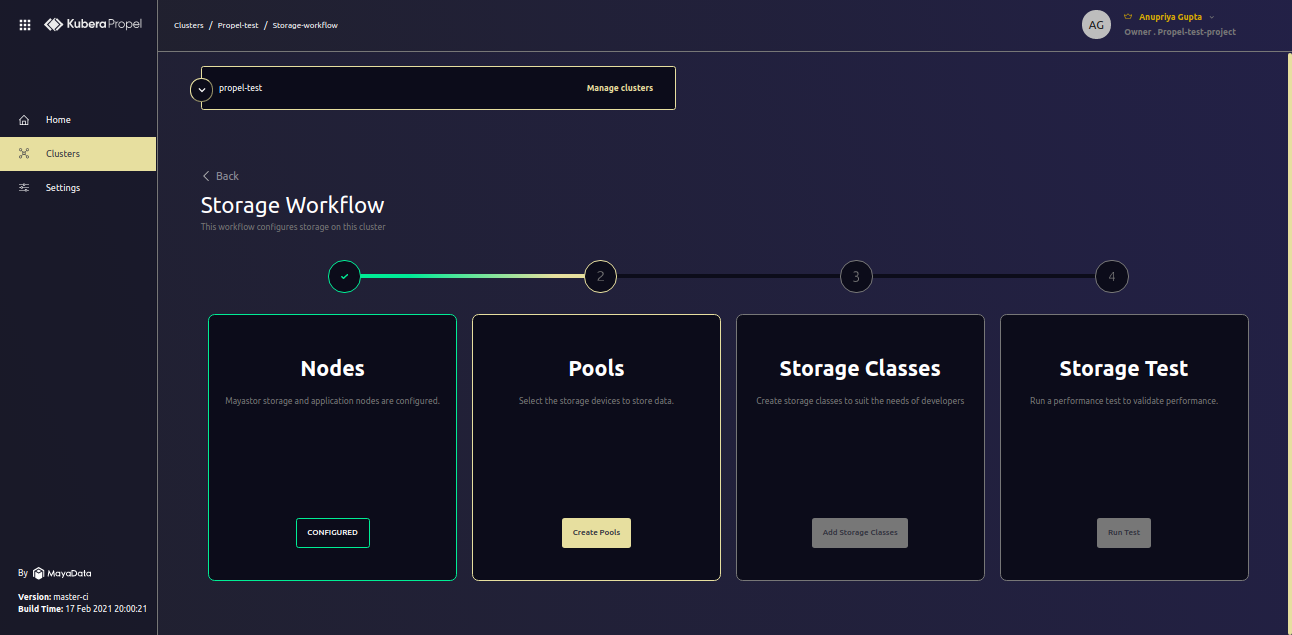 Kubera Propel
Clusters / Propel-test / Storage-workflow
AG
Anupriya Gupta
Owner . Propel-test-project
propel-test
Manage clusters
Home
Clusters
Settings
Back
Storage Workflow
This workflow configures storage on this cluster
2
3
4
Nodes
Mayastor storage and application nodes are configured.
CONFIGURED
Pools
Select the storage devices to store data.
Create Pools
Storage Classes
Create storage classes to suit the needs of developers
Add Storage Classes
Storage Test
Run a performance test to validate performance.
Run Test
By MayaData
Version: master-ci
Build Time: 17 Feb 2021 20:00:21